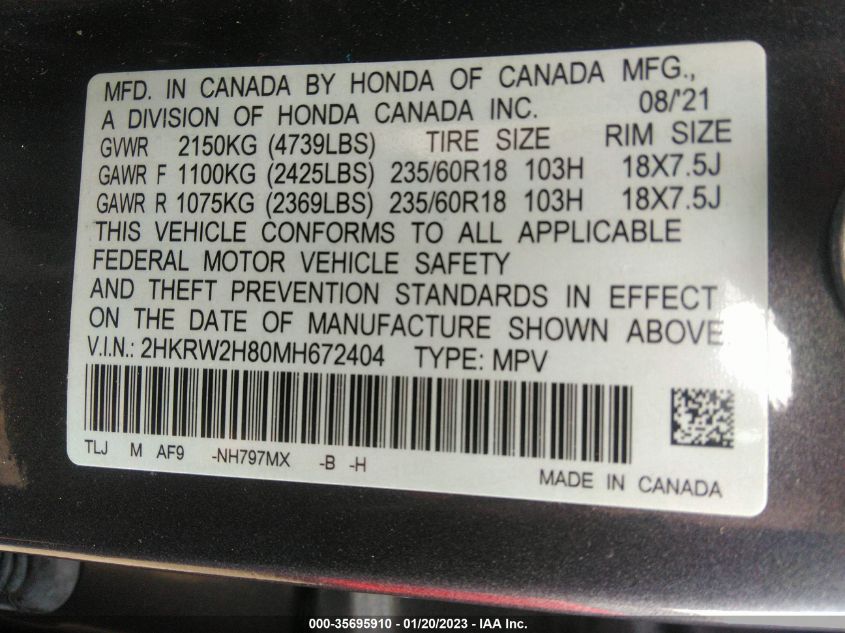 MFD. IN CANADA BY HONDA OF CANADA MFG.,
A DIVISION OF HONDA CANADA INC. 08/'21
GVWR 2150KG (4739LBS) TIRE SIZE RIM SIZE
GAWR F 1100KG (2425LBS) 235/60R18 103H 18X7.5J
GAWR R 1075KG (2369LBS) 235/60R18 103H 18X7.5J
THIS VEHICLE CONFORMS TO ALL APPLICABLE
FEDERAL MOTOR VEHICLE SAFETY
AND THEFT PREVENTION STANDARDS IN EFFECT
ON THE DATE OF MANUFACTURE SHOWN ABOVE.
V.I.N.: 2HKRW2H80MH672404 TYPE: MPV
TLJ M AF9 -NH797MX -B -H
MADE IN CANADA
000-35695910 / 01/20/2023 / IAA Inc.